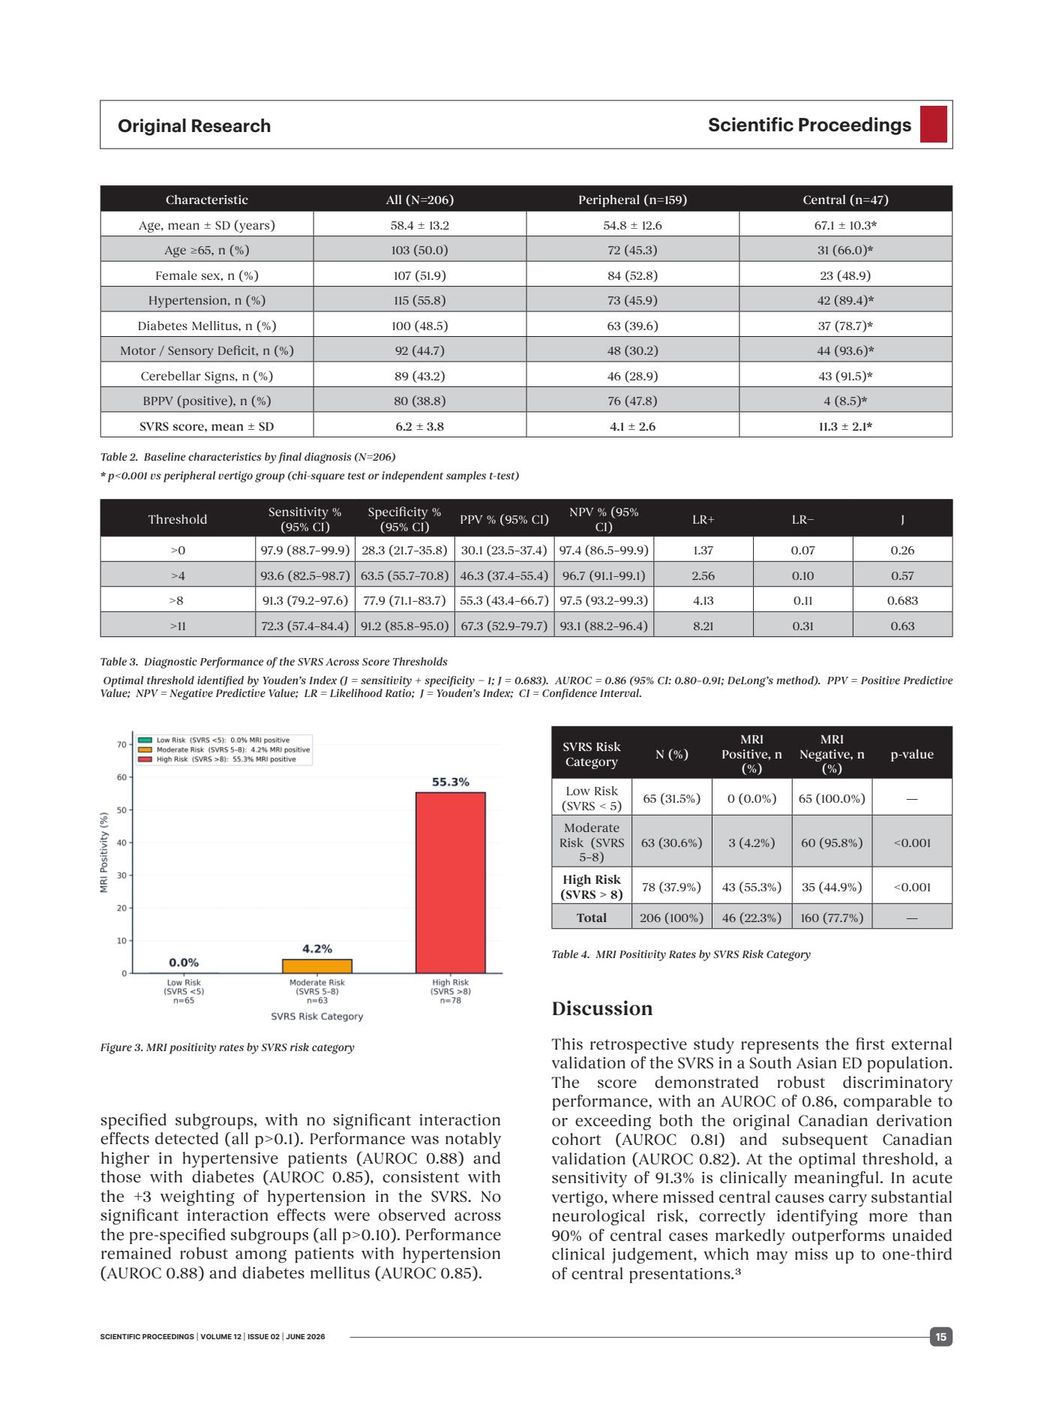 Original Research
Scientific Proceedings
Characteristic All (N=206) Peripheral (n=159) Central (n=47)
Age, mean ± SD (years) 58.4 ± 13.2 54.8 ± 12.6 67.1 ± 10.3*
Age ≥65, n (%) 103 (50.0) 72 (45.3) 31 (66.0)*
Female sex, n (%) 107 (51.9) 84 (52.8) 23 (48.9)
Hypertension, n (%) 115 (55.8) 73 (45.9) 42 (89.4)*
Diabetes Mellitus, n (%) 100 (48.5) 63 (39.6) 37 (78.7)*
Motor / Sensory Deficit, n (%) 92 (44.7) 48 (30.2) 44 (93.6)*
Cerebellar Signs, n (%) 89 (43.2) 46 (28.9) 43 (91.5)*
BPPV (positive), n (%) 80 (38.8) 76 (47.8) 4 (8.5)*
SVRS score, mean ± SD 6.2 ± 3.8 4.1 ± 2.6 11.3 ± 2.1*
Table 2. Baseline characteristics by final diagnosis (N=206)
* p<0.001 vs peripheral vertigo group (chi-square test or independent samples t-test)
Threshold Sensitivity % (95% CI) Specificity % (95% CI) PPV % (95% CI) NPV % (95% CI) LR+ LR− J
>0 97.9 (88.7–99.9) 28.3 (21.7–35.8) 30.1 (23.5–37.4) 97.4 (86.5–99.9) 1.37 0.07 0.26
>4 93.6 (82.5–98.7) 63.5 (55.7–70.8) 46.3 (37.4–55.4) 96.7 (91.1–99.1) 2.56 0.10 0.57
>8 91.3 (79.2–97.6) 77.9 (71.1–83.7) 55.3 (43.4–66.7) 97.5 (93.2–99.3) 4.13 0.11 0.683
>11 72.3 (57.4–84.4) 91.2 (85.8–95.0) 67.3 (52.9–79.7) 93.1 (88.2–96.4) 8.21 0.31 0.63
Table 3. Diagnostic Performance of the SVRS Across Score Thresholds
Optimal threshold identified by Youden's Index (J = sensitivity + specificity − 1; J = 0.683). AUROC = 0.86 (95% CI: 0.80–0.91; DeLong's method). PPV = Positive Predictive
Value; NPV = Negative Predictive Value; LR = Likelihood Ratio; J = Youden's Index; CI = Confidence Interval.
Low Risk (SVRS <5): 0.0% MRI positive
Moderate Risk (SVRS 5–8): 4.2% MRI positive
High Risk (SVRS >8): 55.3% MRI positive
MRI Positivity (%)
70
60
50
40
30
20
10
0
0.0%
4.2%
55.3%
Low Risk
(SVRS <5)
n=65
Moderate Risk
(SVRS 5–8)
n=63
High Risk
(SVRS >8)
n=78
SVRS Risk Category
Figure 3. MRI positivity rates by SVRS risk category
specified subgroups, with no significant interaction
effects detected (all p>0.1). Performance was notably
higher in hypertensive patients (AUROC 0.88) and
those with diabetes (AUROC 0.85), consistent with
the +3 weighting of hypertension in the SVRS. No
significant interaction effects were observed across
the pre-specified subgroups (all p>0.10). Performance
remained robust among patients with hypertension
(AUROC 0.88) and diabetes mellitus (AUROC 0.85).
SVRS Risk Category N (%) MRI Positive, n (%) MRI Negative, n (%) p-value
Low Risk (SVRS < 5) 65 (31.5%) 0 (0.0%) 65 (100.0%) —
Moderate Risk (SVRS 5–8) 63 (30.6%) 3 (4.2%) 60 (95.8%) <0.001
High Risk (SVRS > 8) 78 (37.9%) 43 (55.3%) 35 (44.9%) <0.001
Total 206 (100%) 46 (22.3%) 160 (77.7%) —
Table 4. MRI Positivity Rates by SVRS Risk Category
Discussion
This retrospective study represents the first external
validation of the SVRS in a South Asian ED population.
The score demonstrated robust discriminatory
performance, with an AUROC of 0.86, comparable to
or exceeding both the original Canadian derivation
cohort (AUROC 0.81) and subsequent Canadian
validation (AUROC 0.82). At the optimal threshold, a
sensitivity of 91.3% is clinically meaningful. In acute
vertigo, where missed central causes carry substantial
neurological risk, correctly identifying more than
90% of central cases markedly outperforms unaided
clinical judgement, which may miss up to one-third
of central presentations.³
SCIENTIFIC PROCEEDINGS | VOLUME 12 | ISSUE 02 | JUNE 2026
15